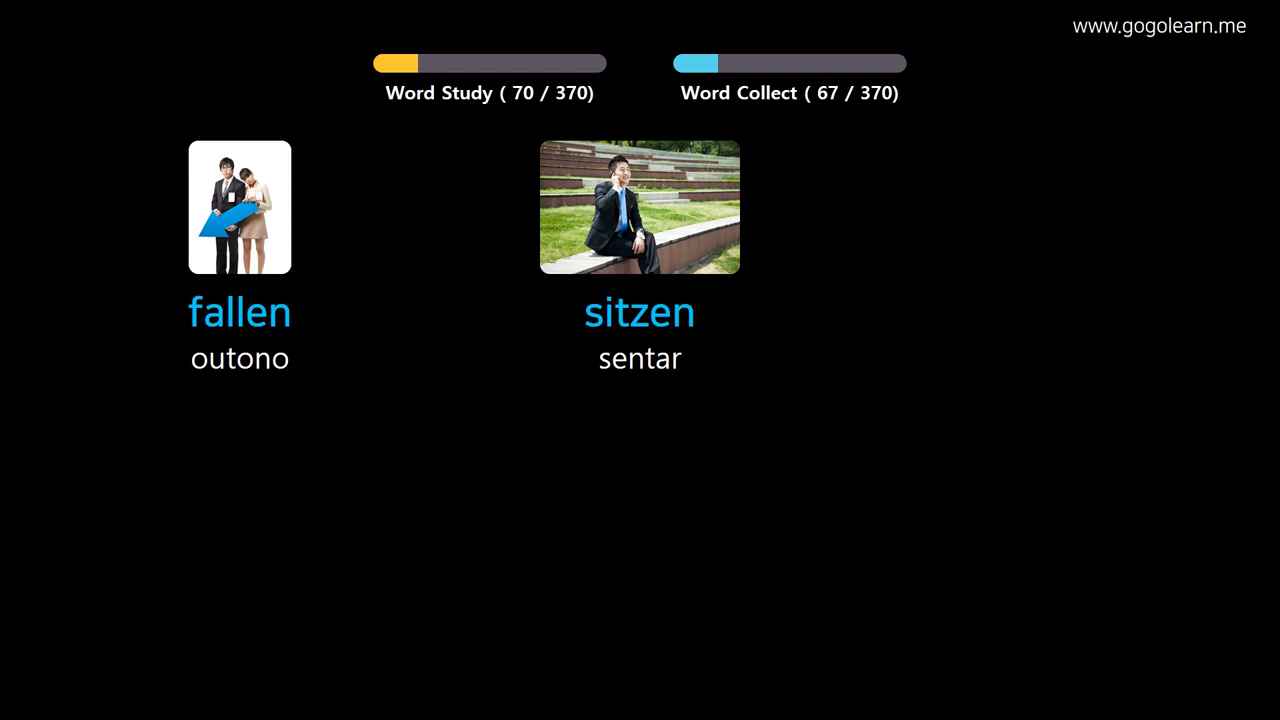 www.gogolearn.me
Word Study ( 70 / 370)
Word Collect ( 67 / 370)
fallen
outono
sitzen
sentar